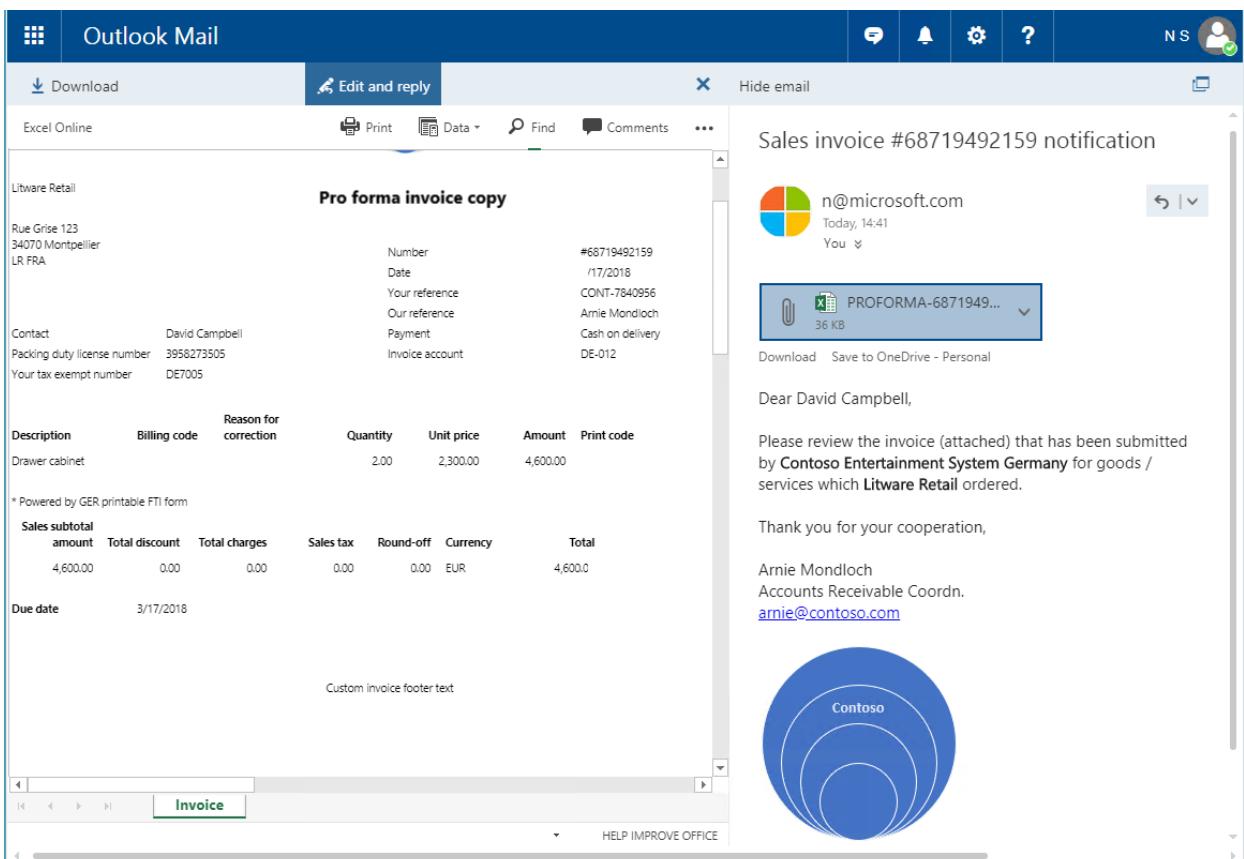 Outlook Mail
N S
Download
Edit and reply
Hide email
Excel Online
Print
Data
Find
Comments
Litware Retail
Pro forma invoice copy
Rue Grise 123
34070 Montpellier
LR FRA
Number #68719492159
Date /17/2018
Your reference CONT-7840956
Our reference Arnie Mondloch
Contact David Campbell Payment Cash on delivery
Packing duty license number 3958273505 Invoice account DE-012
Your tax exempt number DE7005
Reason for
Description Billing code correction Quantity Unit price Amount Print code
Drawer cabinet 2.00 2,300.00 4,600.00
* Powered by GER printable FTI form
Sales subtotal
amount Total discount Total charges Sales tax Round-off Currency Total
4,600.00 0.00 0.00 0.00 0.00 EUR 4,600.0
Due date 3/17/2018
Custom invoice footer text
Invoice
HELP IMPROVE OFFICE
Sales invoice #68719492159 notification
n@microsoft.com
Today, 14:41
You
PROFORMA-6871949...
36 KB
Download Save to OneDrive - Personal
Dear David Campbell,
Please review the invoice (attached) that has been submitted
by Contoso Entertainment System Germany for goods /
services which Litware Retail ordered.
Thank you for your cooperation,
Arnie Mondloch
Accounts Receivable Coordn.
arnie@contoso.com
Contoso